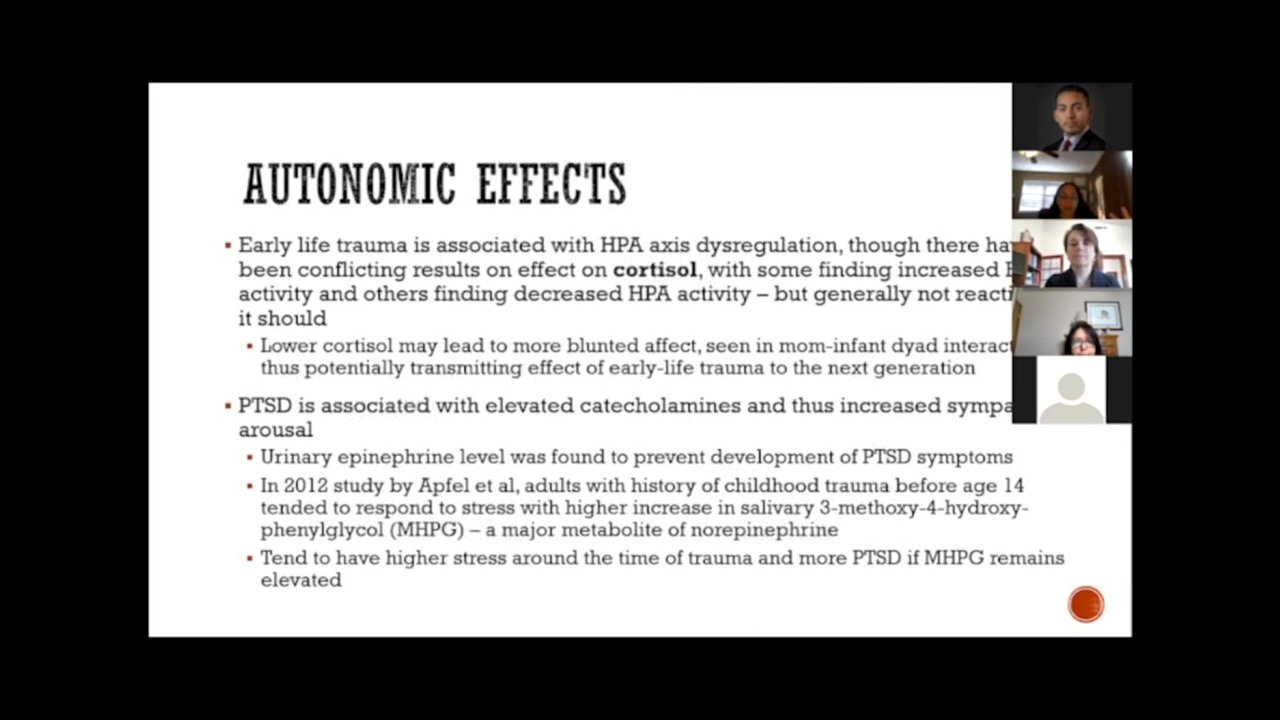 AUTONOMIC EFFECTS
▪ Early life trauma is associated with HPA axis dysregulation, though there
been conflicting results on effect on cortisol, with some finding increased
activity and others finding decreased HPA activity – but generally not
it should
▪ Lower cortisol may lead to more blunted affect, seen in mom-infant dyad
thus potentially transmitting effect of early-life trauma to the next generation
▪ PTSD is associated with elevated catecholamines and thus increased
arousal
▪ Urinary epinephrine level was found to prevent development of PTSD symptoms
▪ In 2012 study by Apfel et al, adults with history of childhood trauma before age 14
tended to respond to stress with higher increase in salivary 3-methoxy-4-hydroxy-
phenylglycol (MHPG) – a major metabolite of norepinephrine
▪ Tend to have higher stress around the time of trauma and more PTSD if MHPG remains
elevated